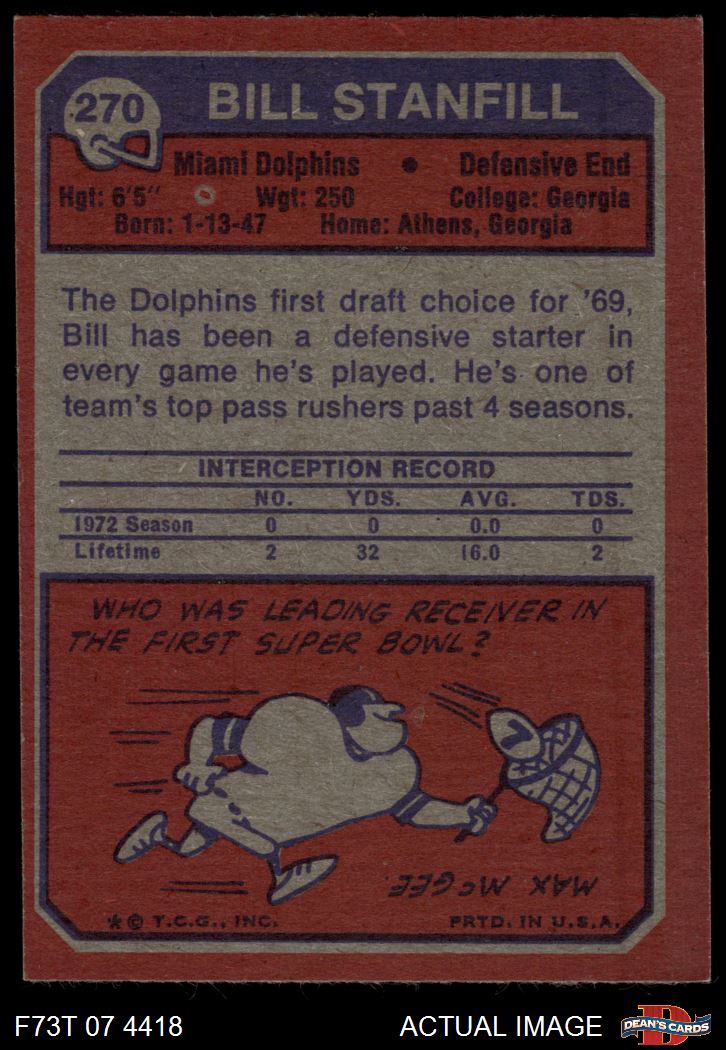 270
BILL STANFILL
Miami Dolphins • Defensive End
Hgt: 6'5" Wgt: 250 College: Georgia
Born: 1-13-47 Home: Athens, Georgia
The Dolphins first draft choice for '69,
Bill has been a defensive starter in
every game he's played. He's one of
team's top pass rushers past 4 seasons.
INTERCEPTION RECORD
NO. YDS. AVG. TDS.
1972 Season 0 0 0.0 0
Lifetime 2 32 16.0 2
WHO WAS LEADING RECEIVER IN
THE FIRST SUPER BOWL?
7
MAX McGEE.
* © T.C.G., INC. PRTD. IN U.S.A.
F73T 07 4418 ACTUAL IMAGE D DEAN'S CARDS